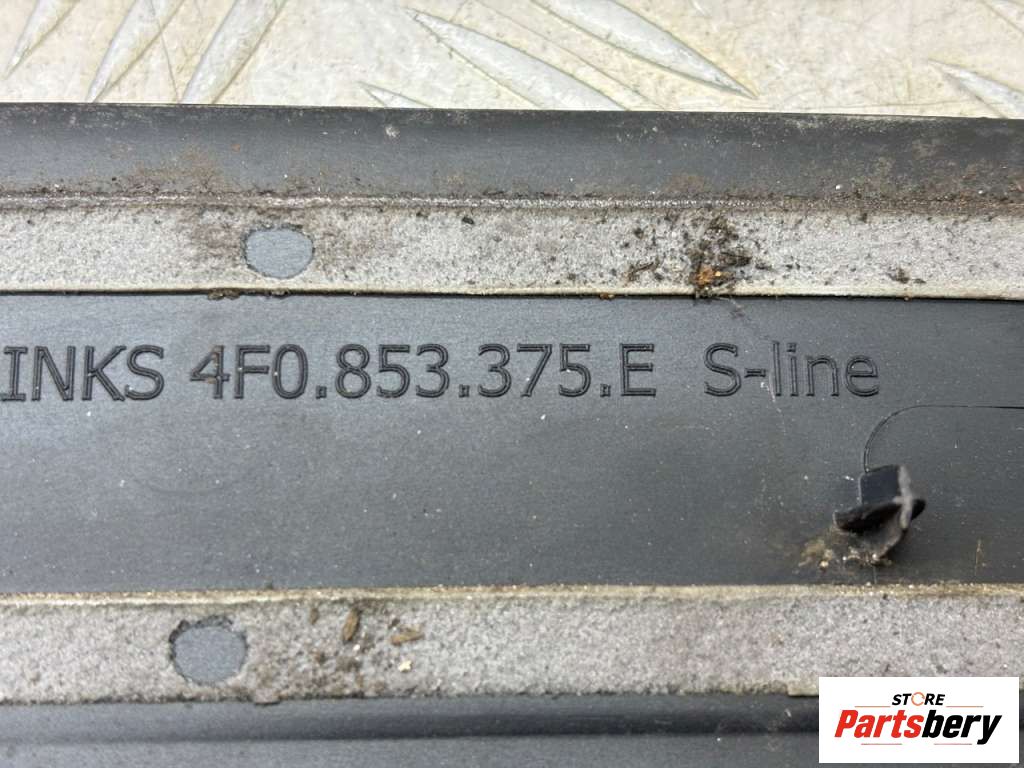 INKS 4F0.853.375.E S-line
STORE
Partsbery